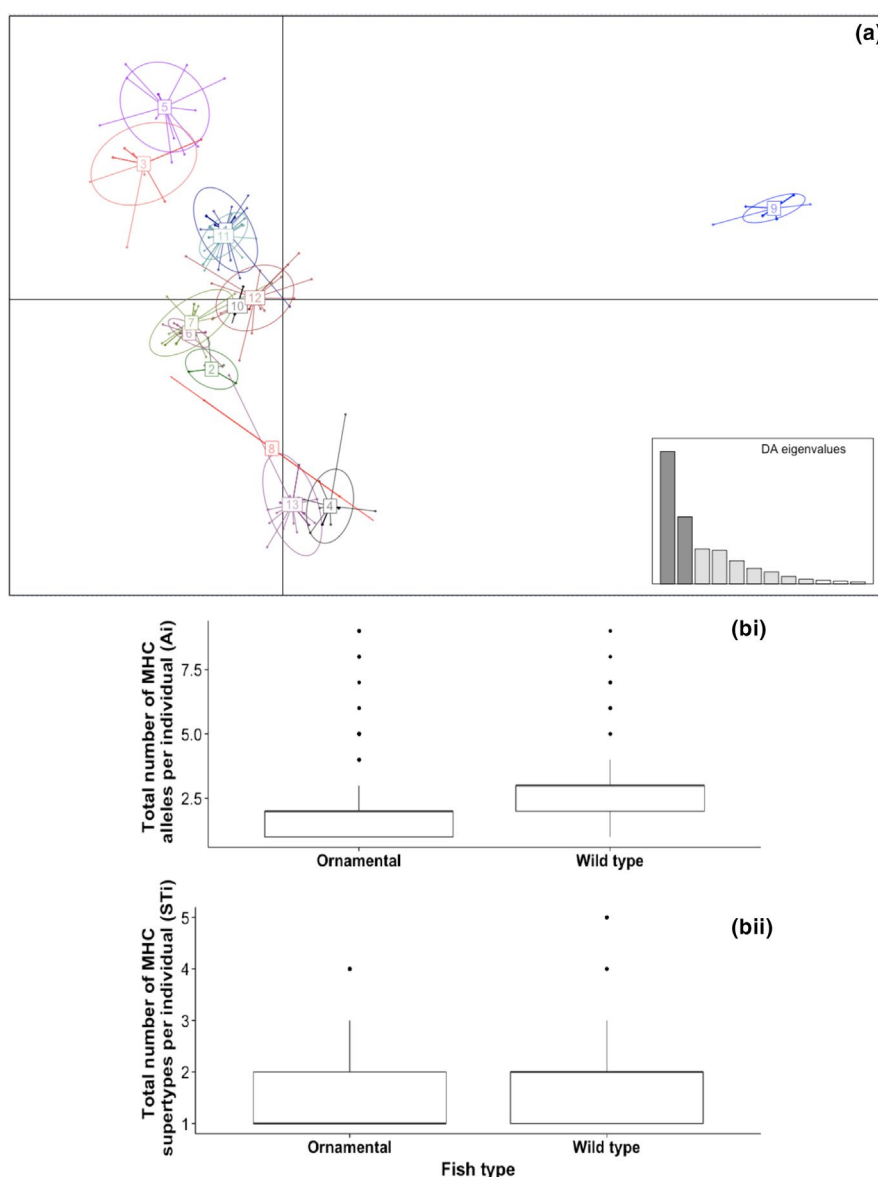 (a)
5
3
11
9
12
10
7
6
2
8
13
4
DA eigenvalues
(bi)
Total number of MHC
alleles per individual (Ai)
7.5
5.0
2.5
Ornamental
Wild type
(bii)
Total number of MHC
supertypes per individual (STi)
5
4
3
2
1
Ornamental
Wild type
Fish type